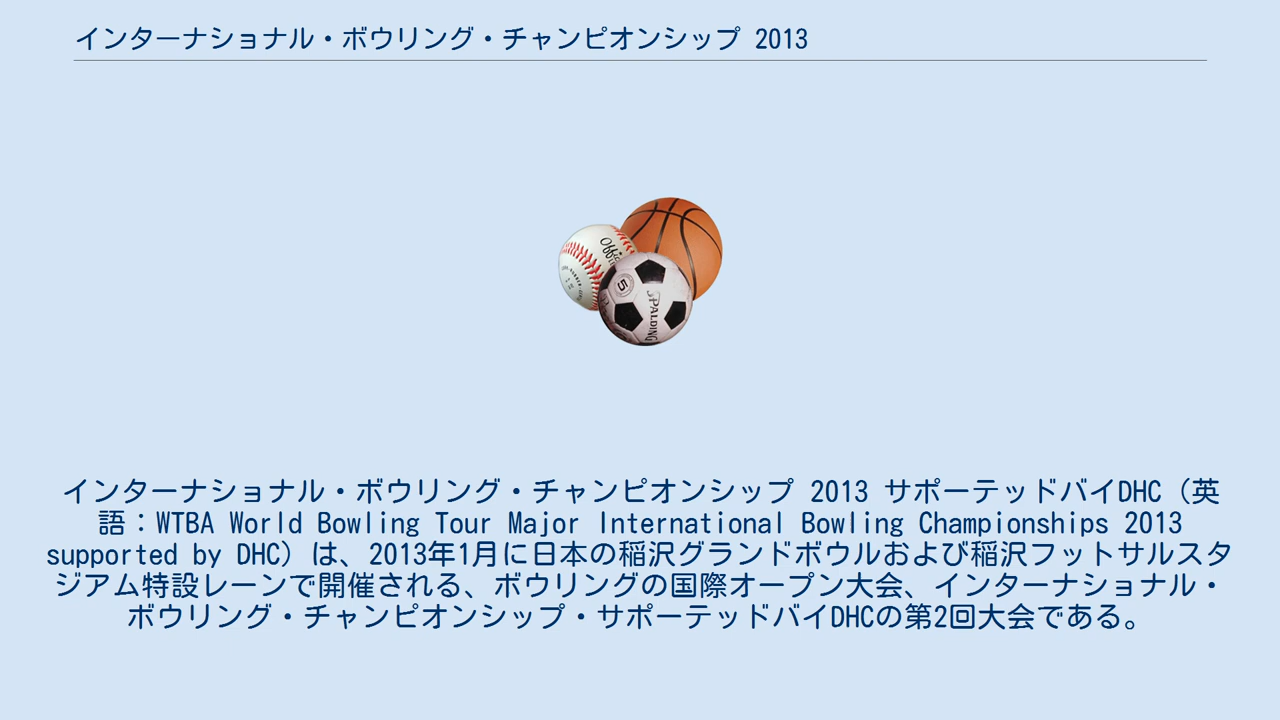 インターナショナル・ボウリング・チャンピオンシップ 2013
Official
5
SPALDING
インターナショナル・ボウリング・チャンピオンシップ 2013 サポーテッドバイDHC（英
語：WTBA World Bowling Tour Major International Bowling Championships 2013
supported by DHC）は、2013年1月に日本の稲沢グランドボウルおよび稲沢フットサルスタ
ジアム特設レーンで開催される、ボウリングの国際オープン大会、インターナショナル・
ボウリング・チャンピオンシップ・サポーテッドバイDHCの第2回大会である。